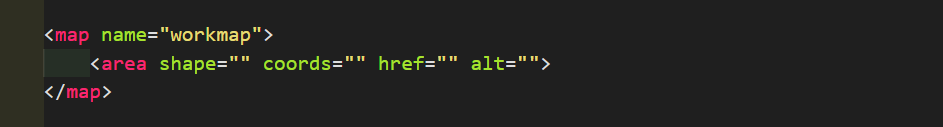 <map name="workmap">
<area shape="" coords="" href="" alt="">
</map>